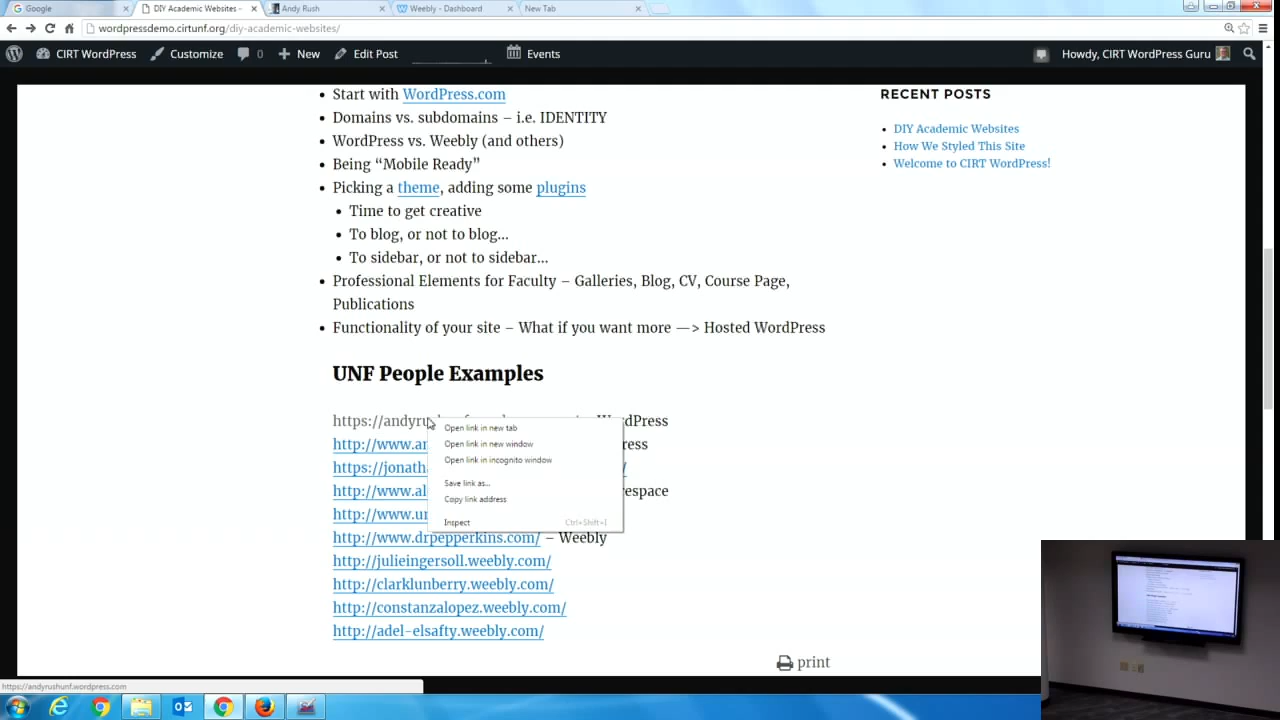 Google
DIY Academic Websites -
Andy Rush
Weebly - Dashboard
New Tab
wordpressdemo.cirtunf.org/diy-academic-websites/
CIRT WordPress
Customize
0
New
Edit Post
Events
Howdy, CIRT WordPress Guru
Start with WordPress.com
Domains vs. subdomains – i.e. IDENTITY
WordPress vs. Weebly (and others)
Being “Mobile Ready”
Picking a theme, adding some plugins
Time to get creative
To blog, or not to blog…
To sidebar, or not to sidebar…
Professional Elements for Faculty – Galleries, Blog, CV, Course Page,
Publications
Functionality of your site – What if you want more —> Hosted WordPress
RECENT POSTS
DIY Academic Websites
How We Styled This Site
Welcome to CIRT WordPress!
UNF People Examples
https://andyru
rdPress
http://www.an
ress
https://jonath
/
http://www.al
respace
http://www.ur
http://www.drpepperkins.com/ – Weebly
http://julieingersoll.weebly.com/
http://clarklunberry.weebly.com/
http://constanzalopez.weebly.com/
http://adel-elsafty.weebly.com/
Open link in new tab
Open link in new window
Open link in incognito window
Save link as...
Copy link address
Inspect Ctrl+Shift+I
print
https://andyrushunf.wordpress.com